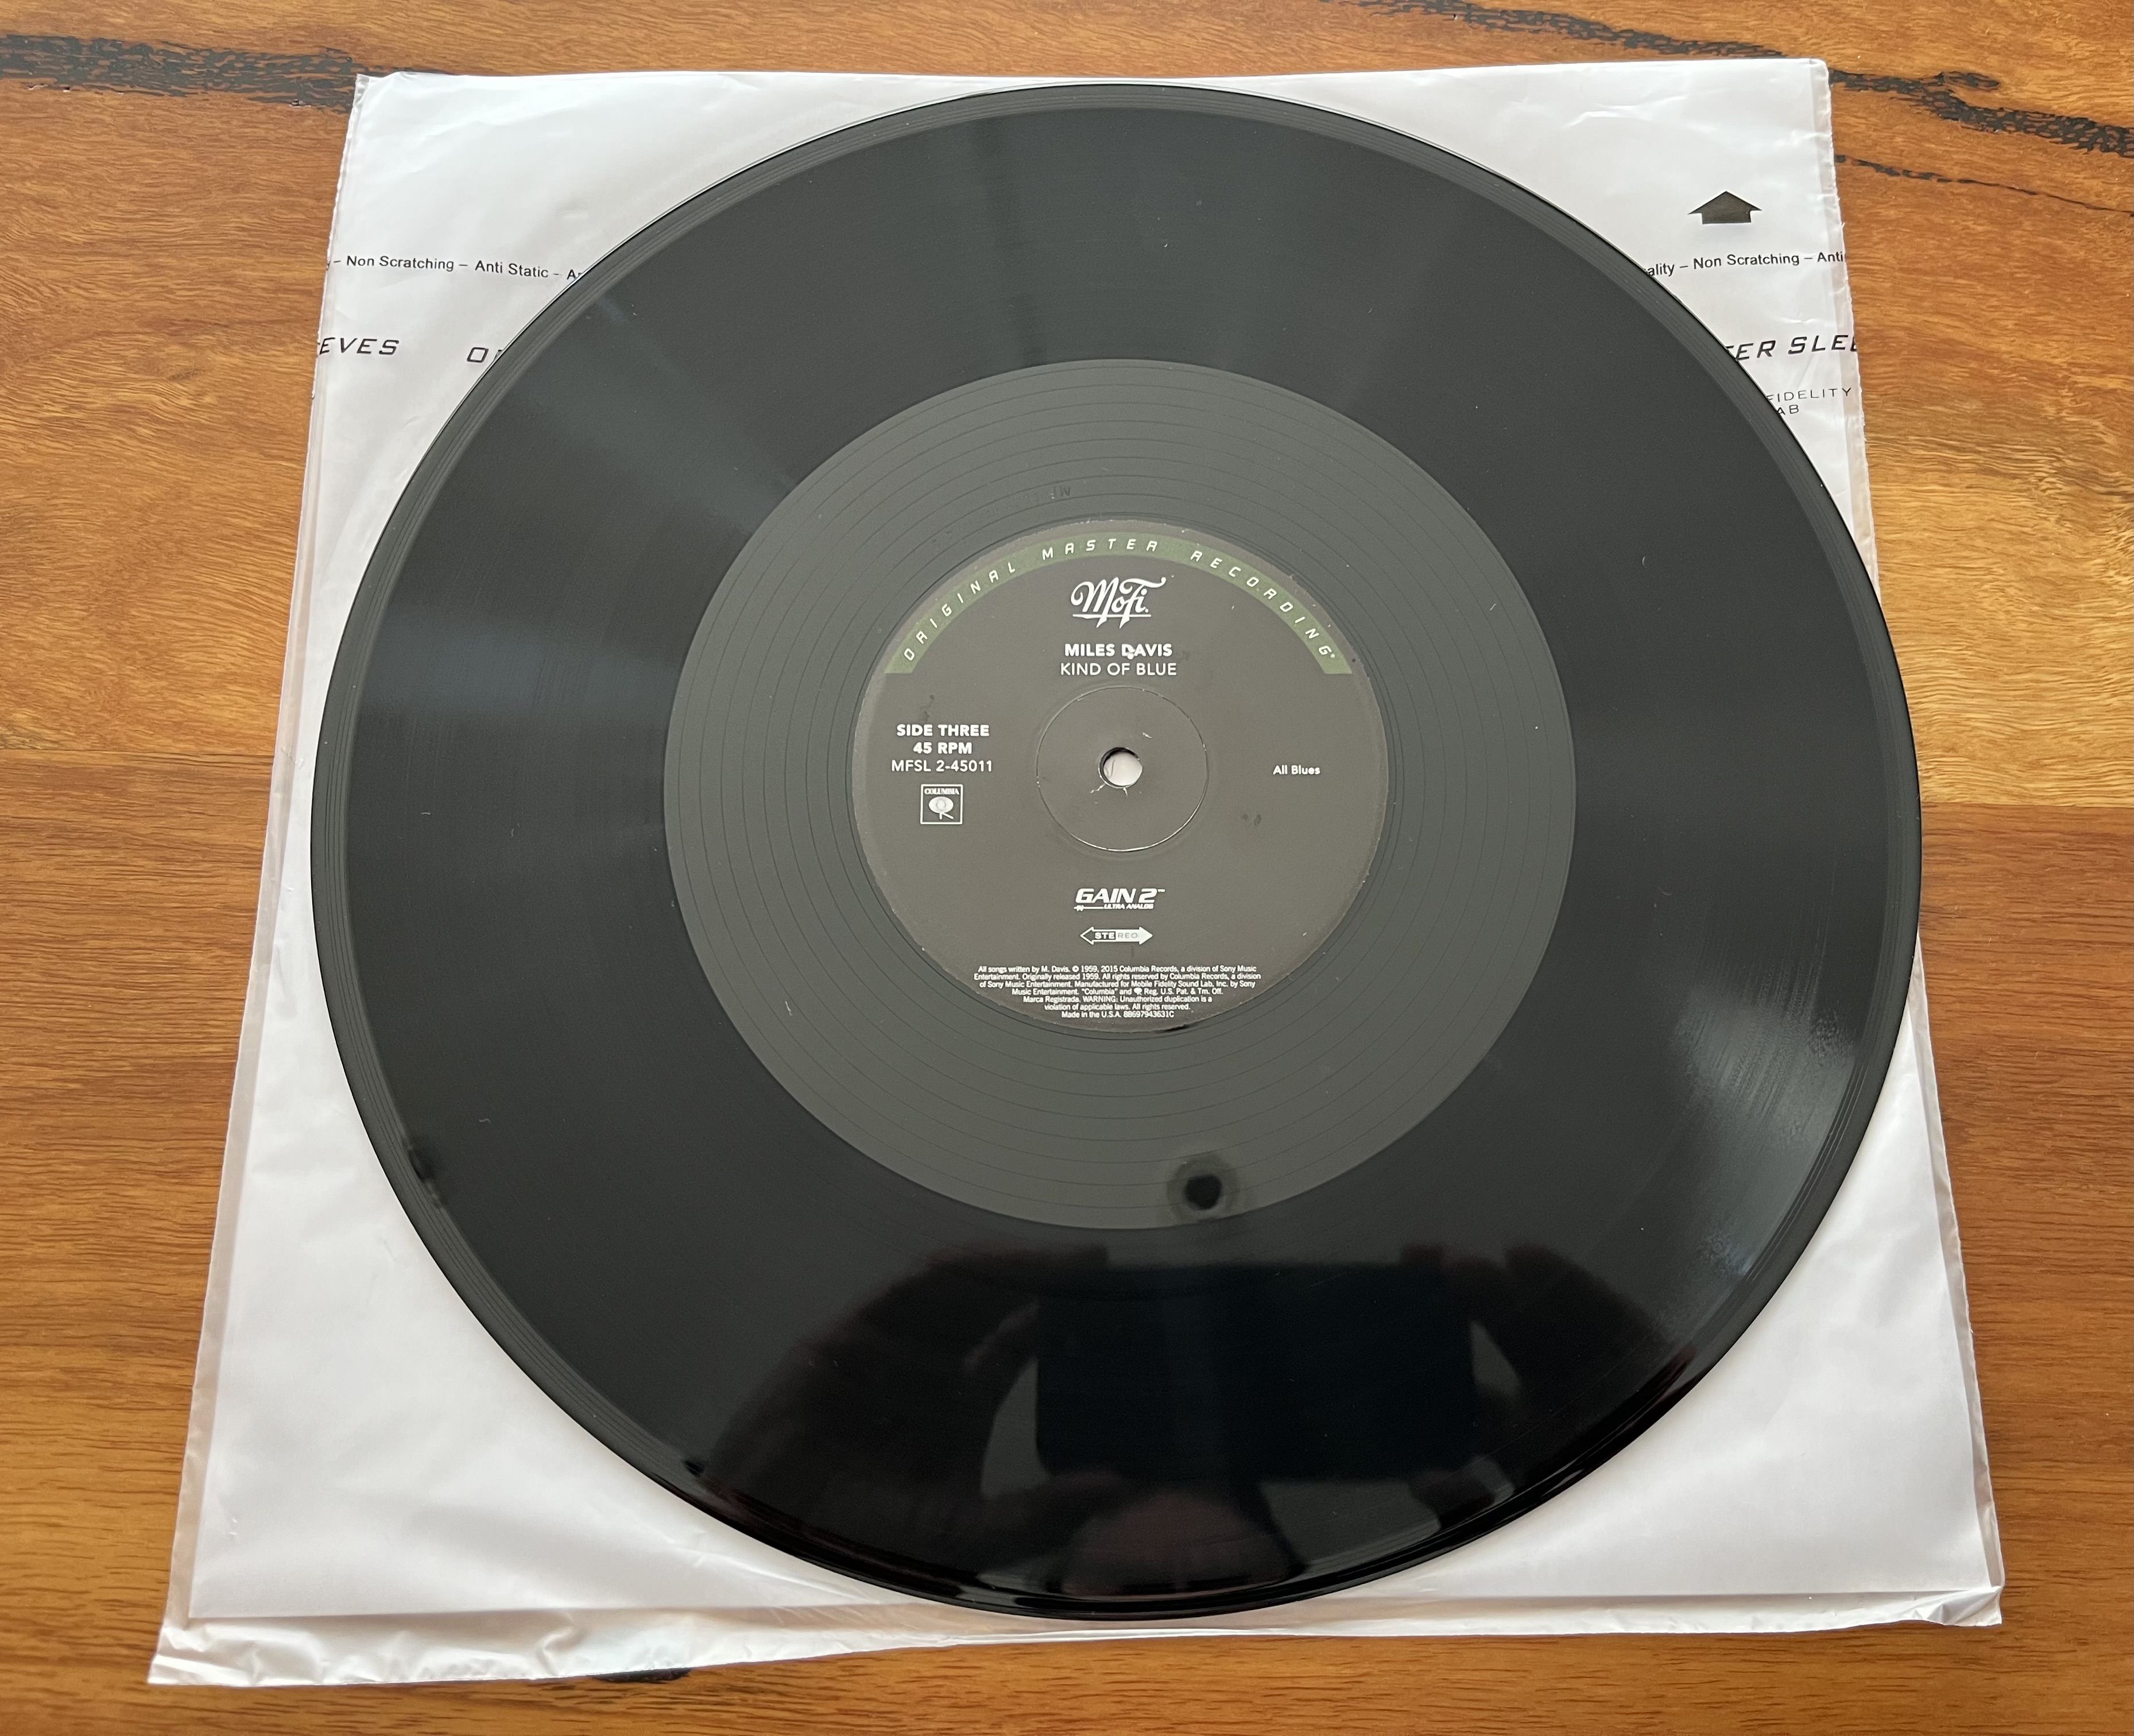 – Non Scratching – Anti Static –
ality – Non Scratching – Anti
EVES
TER SLEE
FIDELITY
AB
ORIGINAL MASTER RECORDING®
MoFi
MILES DAVIS
KIND OF BLUE
SIDE THREE
45 RPM
MFSL 2-45011
COLUMBIA
All Blues
GAIN 2™
ULTRA ANALOG
STEREO
All songs written by M. Davis. © 1959, 2015 Columbia Records, a division of Sony Music
Entertainment. Originally released 1959. All rights reserved by Columbia Records, a division
of Sony Music Entertainment. Manufactured for Mobile Fidelity Sound Lab, Inc. by Sony
Music Entertainment. "Columbia" and Reg. U.S. Pat. & Tm. Off.
Marca Registrada. WARNING: Unauthorized duplication is a
violation of applicable laws. All rights reserved.
Made in the U.S.A. 88697943631C